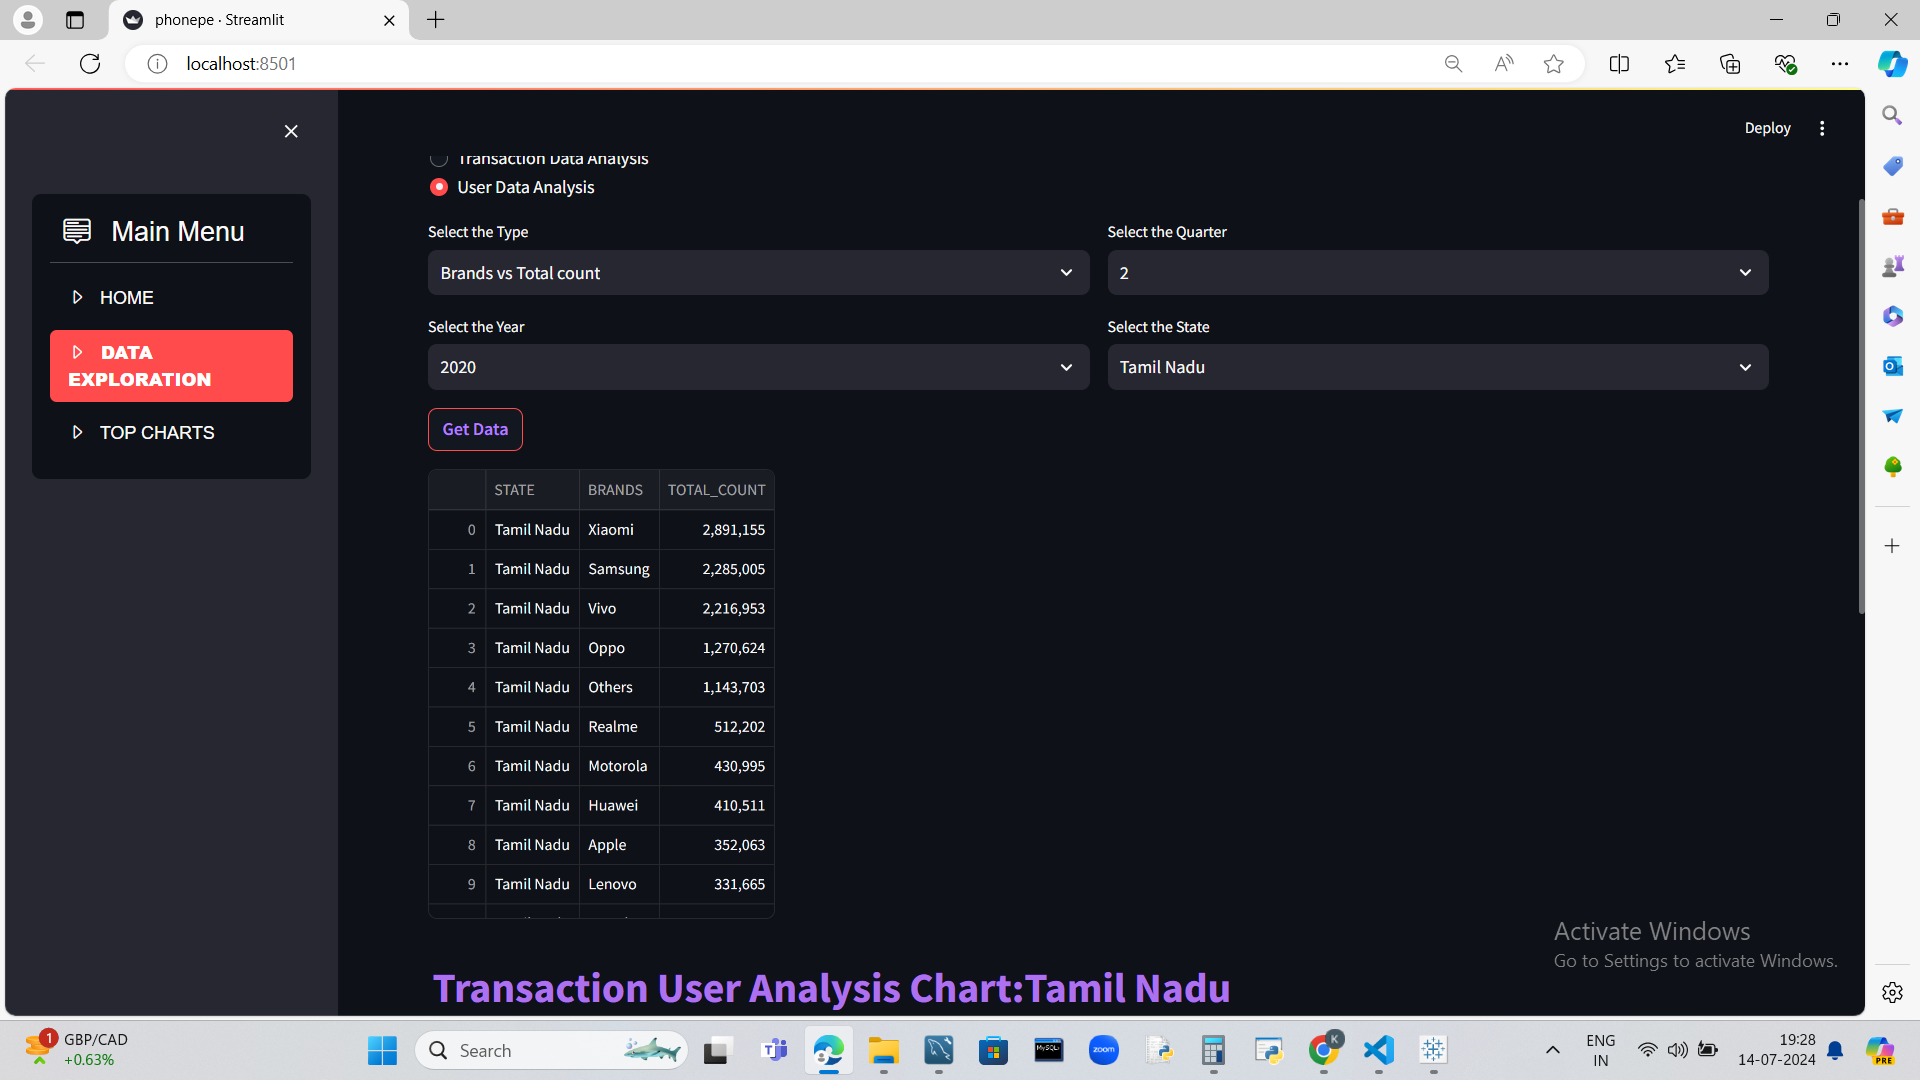 phonepe · Streamlit
localhost:8501
Deploy
Main Menu
HOME
DATA
EXPLORATION
TOP CHARTS
Transaction Data Analysis
User Data Analysis
Select the Type
Select the Quarter
Brands vs Total count
2
Select the Year
Select the State
2020
Tamil Nadu
Get Data
STATE BRANDS TOTAL_COUNT
0 Tamil Nadu Xiaomi 2,891,155
1 Tamil Nadu Samsung 2,285,005
2 Tamil Nadu Vivo 2,216,953
3 Tamil Nadu Oppo 1,270,624
4 Tamil Nadu Others 1,143,703
5 Tamil Nadu Realme 512,202
6 Tamil Nadu Motorola 430,995
7 Tamil Nadu Huawei 410,511
8 Tamil Nadu Apple 352,063
9 Tamil Nadu Lenovo 331,665
Transaction User Analysis Chart:Tamil Nadu
Activate Windows
Go to Settings to activate Windows.
1
GBP/CAD
+0.63%
Search
MySQL
zoom
K
ENG
IN
19:28
14-07-2024
PRE